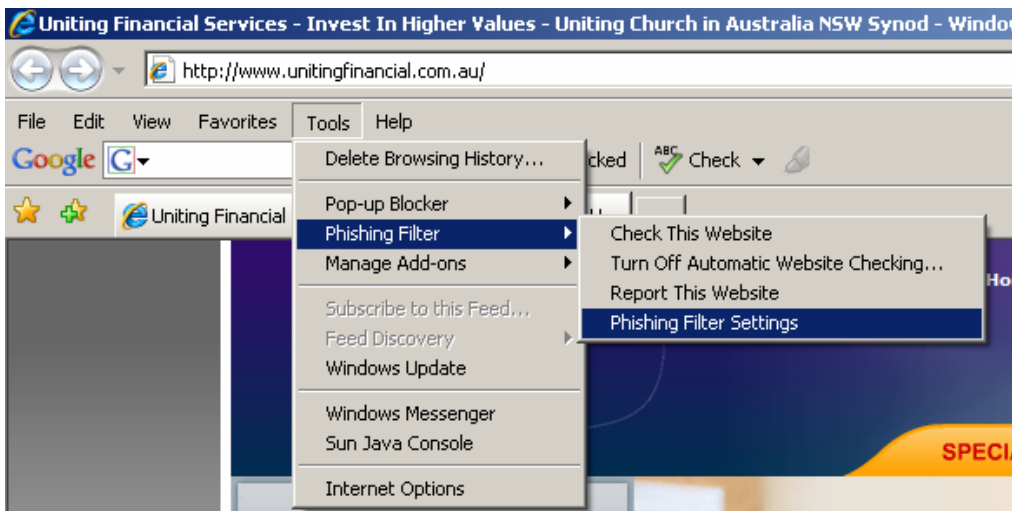 Uniting Financial Services - Invest In Higher Values - Uniting Church in Australia NSW Synod - Windo
http://www.unitingfinancial.com.au/
File Edit View Favorites Tools Help
Google G cked ABC Check
Uniting Financial
Delete Browsing History...
Pop-up Blocker
Phishing Filter
Manage Add-ons
Subscribe to this Feed...
Feed Discovery
Windows Update
Windows Messenger
Sun Java Console
Internet Options
Check This Website
Turn Off Automatic Website Checking...
Report This Website
Phishing Filter Settings
Ho
SPECI